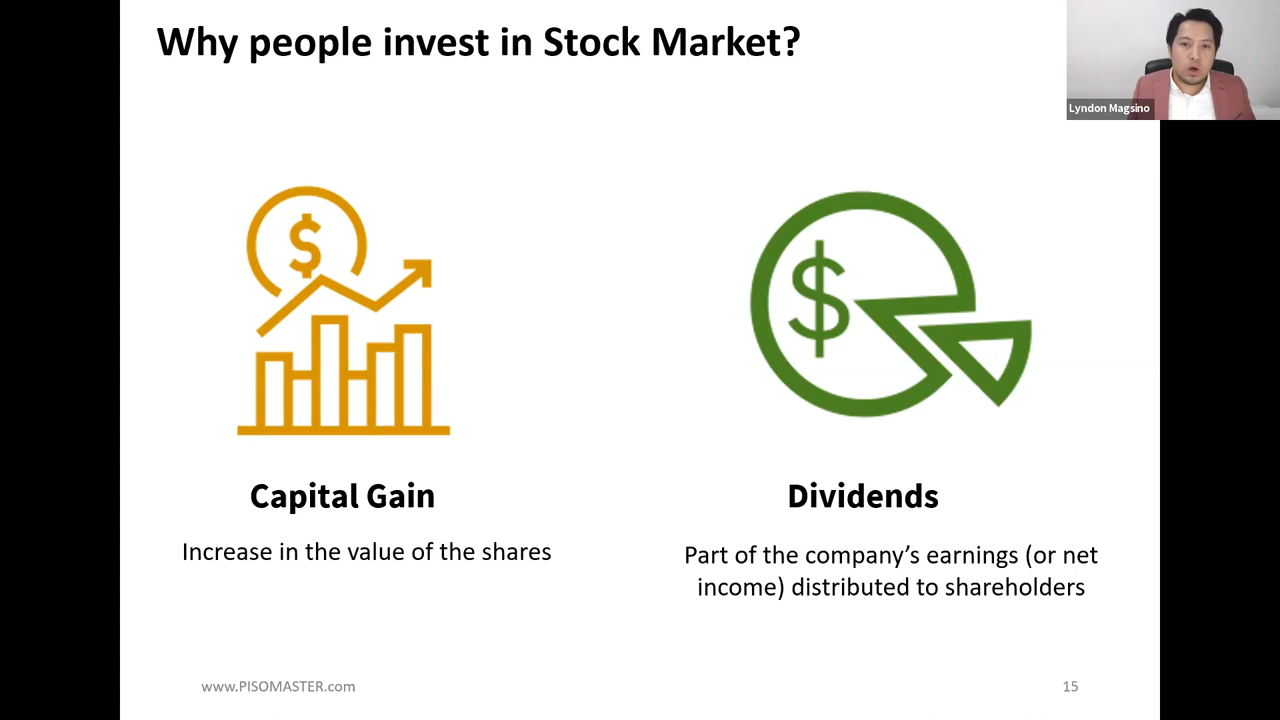 Why people invest in Stock Market?
Lyndon Magsino
$
$
Capital Gain
Dividends
Increase in the value of the shares
Part of the company’s earnings (or net
income) distributed to shareholders
www.PISOMASTER.com
15